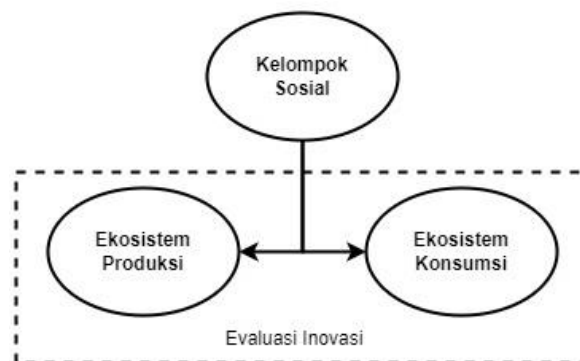 Kelompok
Sosial
Ekosistem
Produksi
Ekosistem
Konsumsi
Evaluasi Inovasi